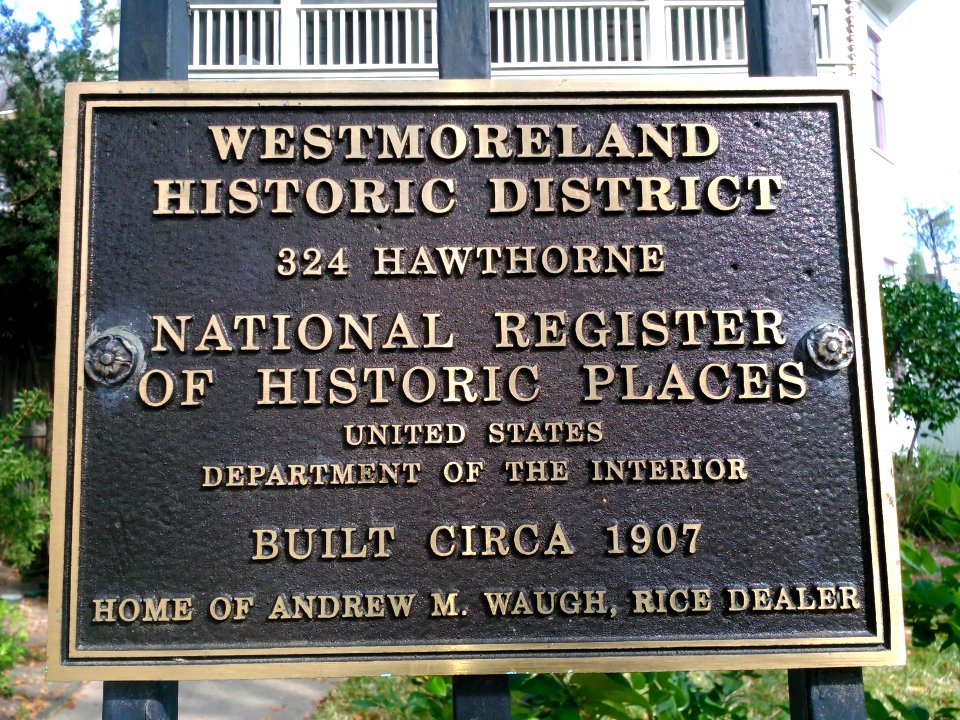 WESTMORELAND
HISTORIC DISTRICT
324 HAWTHORNE
NATIONAL REGISTER
OF HISTORIC PLACES
UNITED STATES
DEPARTMENT OF THE INTERIOR
BUILT CIRCA 1907
HOME OF ANDREW M. WAUGH, RICE DEALER